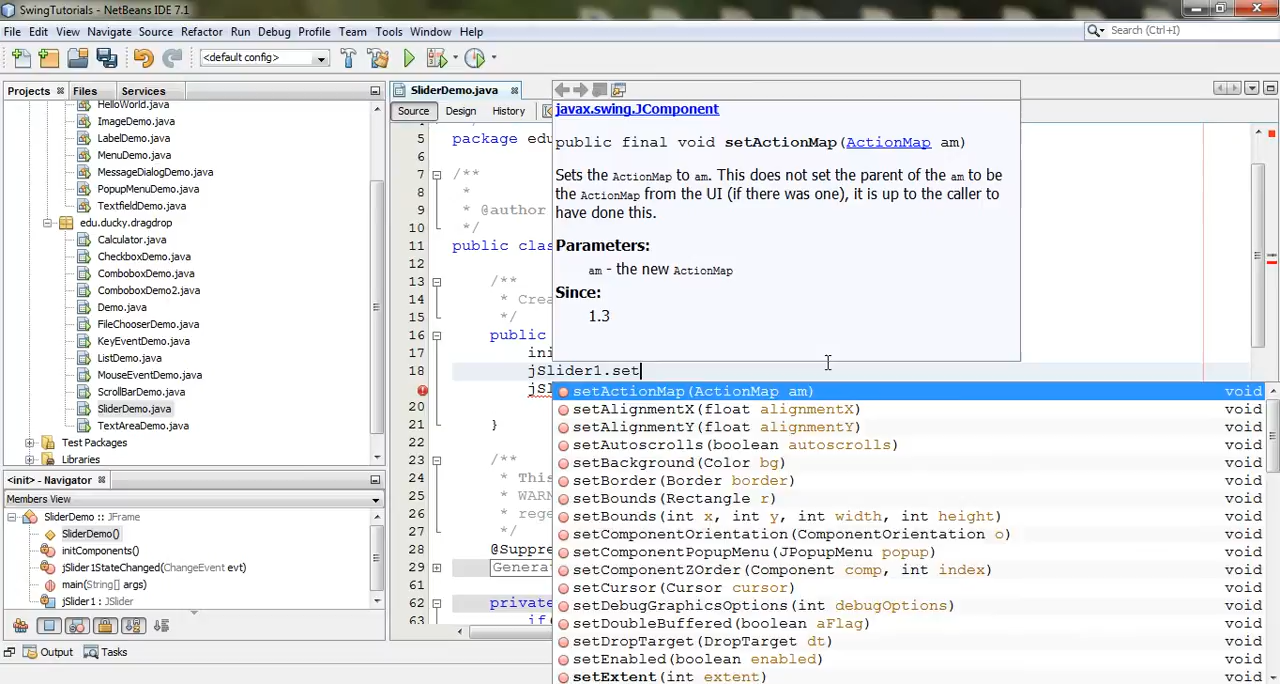 SwingTutorials - NetBeans IDE 7.1
File Edit View Navigate Source Refactor Run Debug Profile Team Tools Window Help
Search (Ctrl+I)
<default config>
Projects Files Services
HelloWorld.java
ImageDemo.java
LabelDemo.java
MenuDemo.java
MessageDialogDemo.java
PopupMenuDemo.java
TextfieldDemo.java
edu.ducky.dragdrop
Calculator.java
CheckboxDemo.java
ComboboxDemo.java
ComboboxDemo2.java
Demo.java
FileChooserDemo.java
KeyEventDemo.java
ListDemo.java
MouseEventDemo.java
ScrollBarDemo.java
SliderDemo.java
TextAreaDemo.java
Test Packages
Libraries
<init> - Navigator
Members View
SliderDemo :: JFrame
SliderDemo()
initComponents()
jSlider1StateChanged(ChangeEvent evt)
main(String[] args)
jSlider1 : JSlider
Output Tasks
SliderDemo.java
Source Design History
5 package edu
6
7 /**
8 *
9 * @author
10 */
11 public clas
12
13 /**
14 * Crea
15 */
16 public
17 ini
18 jSlider1.set
jSl
20
21 }
22
23 /**
24 * This
25 * WARN
26 * rege
27 */
28 @Suppre
29 Genera
61
62 private
63 if
javax.swing.JComponent
public final void setActionMap(ActionMap am)
Sets the ActionMap to am. This does not set the parent of the am to be
the ActionMap from the UI (if there was one), it is up to the caller to
have done this.
Parameters:
am - the new ActionMap
Since:
1.3
setActionMap(ActionMap am) void
setAlignmentX(float alignmentX) void
setAlignmentY(float alignmentY) void
setAutoscrolls(boolean autoscrolls) void
setBackground(Color bg) void
setBorder(Border border) void
setBounds(Rectangle r) void
setBounds(int x, int y, int width, int height) void
setComponentOrientation(ComponentOrientation o) void
setComponentPopupMenu(JPopupMenu popup) void
setComponentZOrder(Component comp, int index) void
setCursor(Cursor cursor) void
setDebugGraphicsOptions(int debugOptions) void
setDoubleBuffered(boolean aFlag) void
setDropTarget(DropTarget dt) void
setEnabled(boolean enabled) void
setExtent(int extent) void